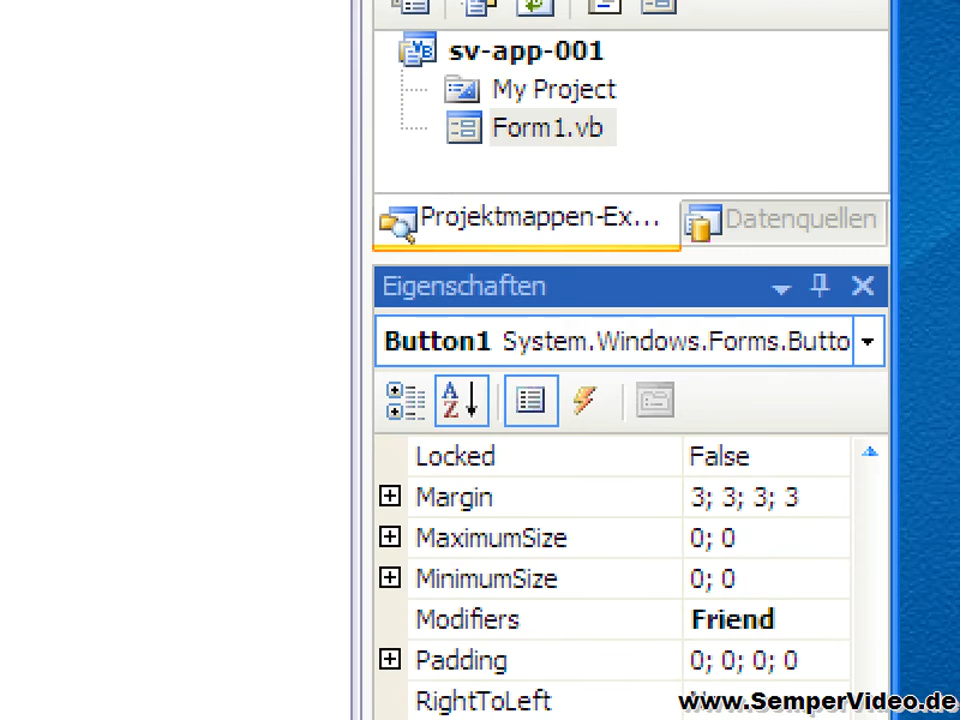 sv-app-001
My Project
Form1.vb
Projektmappen-Ex... Datenquellen
Eigenschaften
Button1 System.Windows.Forms.Butto
Locked False
Margin 3; 3; 3; 3
MaximumSize 0; 0
MinimumSize 0; 0
Modifiers Friend
Padding 0; 0; 0; 0
RightToLeft
www.SemperVideo.de